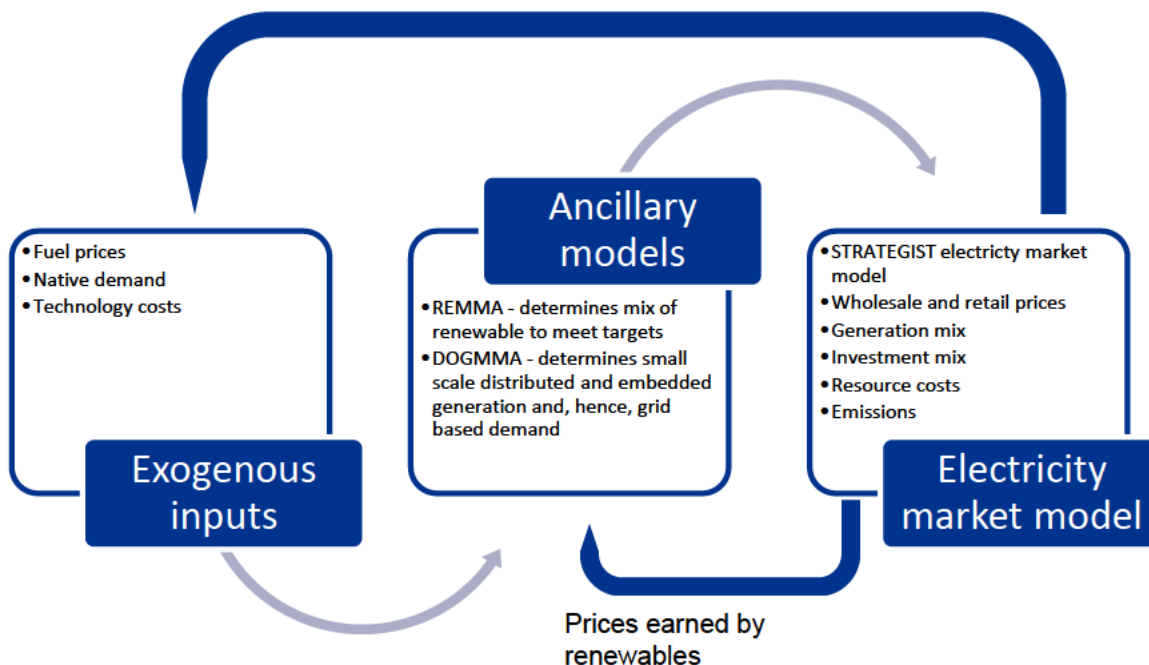 • Fuel prices
• Native demand
• Technology costs
Exogenous
inputs
Ancillary
models
• REMMA - determines mix of
renewable to meet targets
• DOGMMA - determines small
scale distributed and embedded
generation and, hence, grid
based demand
• STRATEGIST electricty market
model
• Wholesale and retail prices
• Generation mix
• Investment mix
• Resource costs
• Emissions
Electricity
market model
Prices earned by
renewables